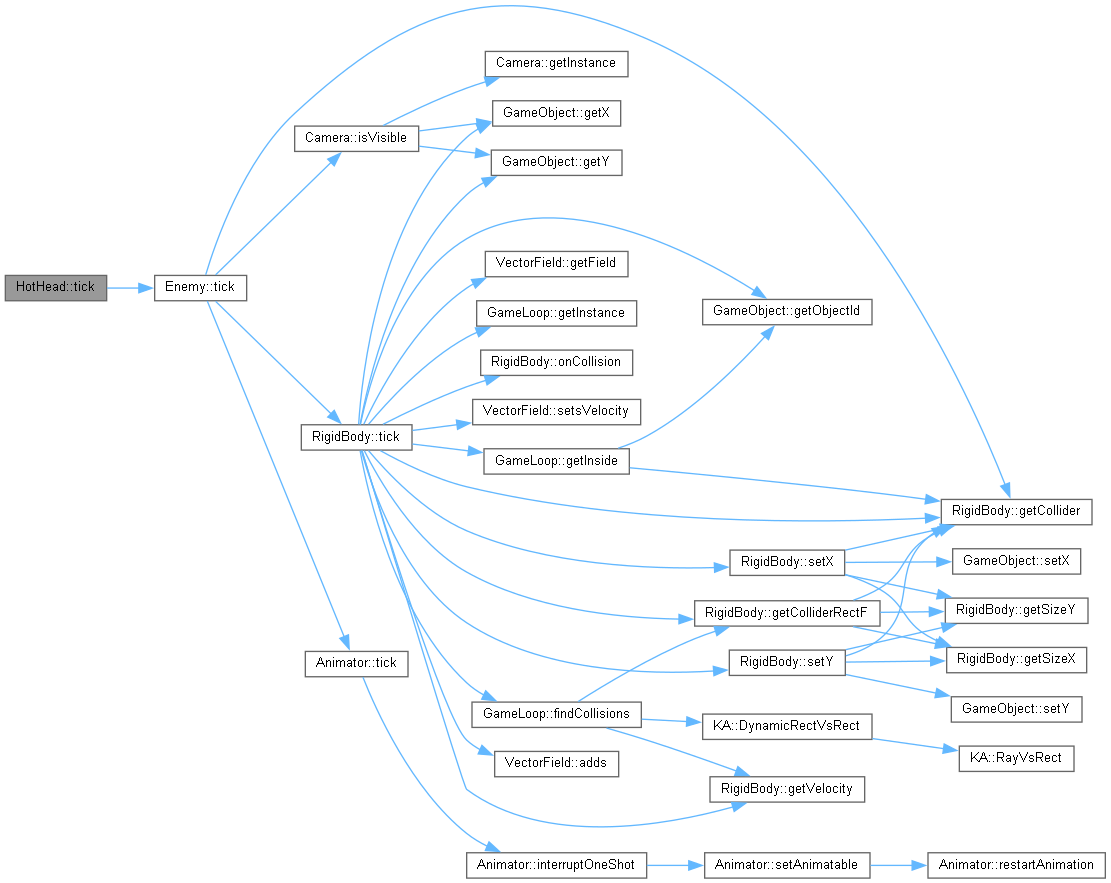 Camera::getInstance
GameObject::getX
Camera::isVisible
GameObject::getY
VectorField::getField
HotHead::tick
Enemy::tick
GameLoop::getInstance
GameObject::getObjectId
RigidBody::onCollision
VectorField::setsVelocity
RigidBody::tick
GameLoop::getInside
RigidBody::getCollider
RigidBody::setX
GameObject::setX
RigidBody::getColliderRectF
RigidBody::getSizeY
RigidBody::setY
RigidBody::getSizeX
Animator::tick
GameObject::setY
GameLoop::findCollisions
KA::DynamicRectVsRect
KA::RayVsRect
VectorField::adds
RigidBody::getVelocity
Animator::interruptOneShot
Animator::setAnimatable
Animator::restartAnimation